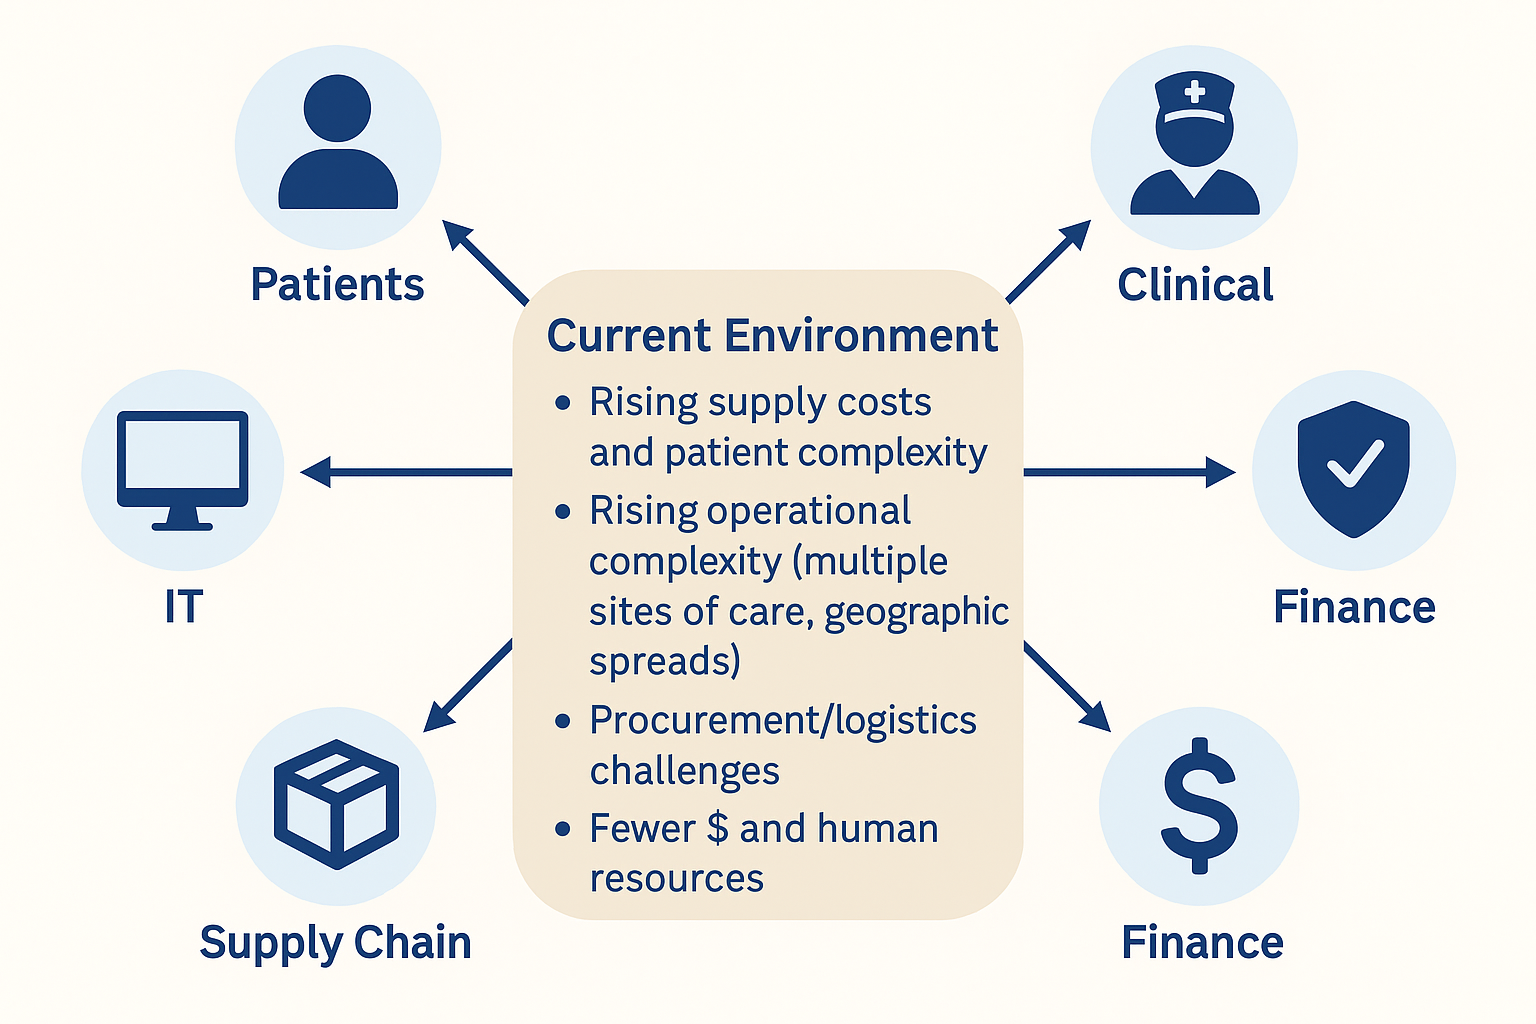 Patients
Clinical
Current Environment
• Rising supply costs
and patient complexity
• Rising operational
complexity (multiple
sites of care, geographic
spreads)
• Procurement/logistics
challenges
• Fewer $ and human
resources
IT
Finance
Supply Chain
$
Finance